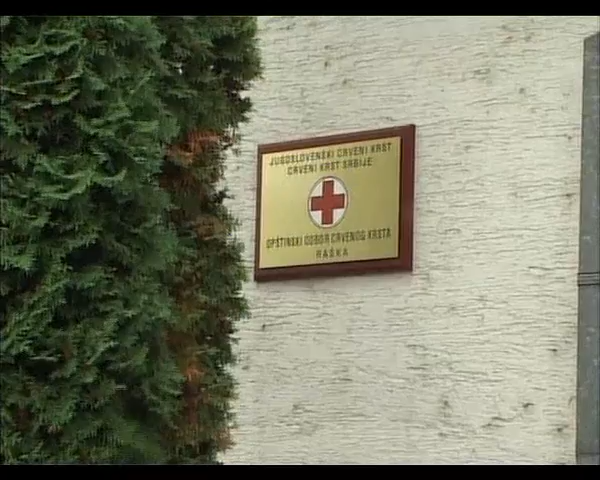 JUGOSLOVENSKI CRVENI KRST
CRVENI KRST SRBIJE
OPŠTINSKI ODBOR CRVENOG KRSTA
RAŠKA